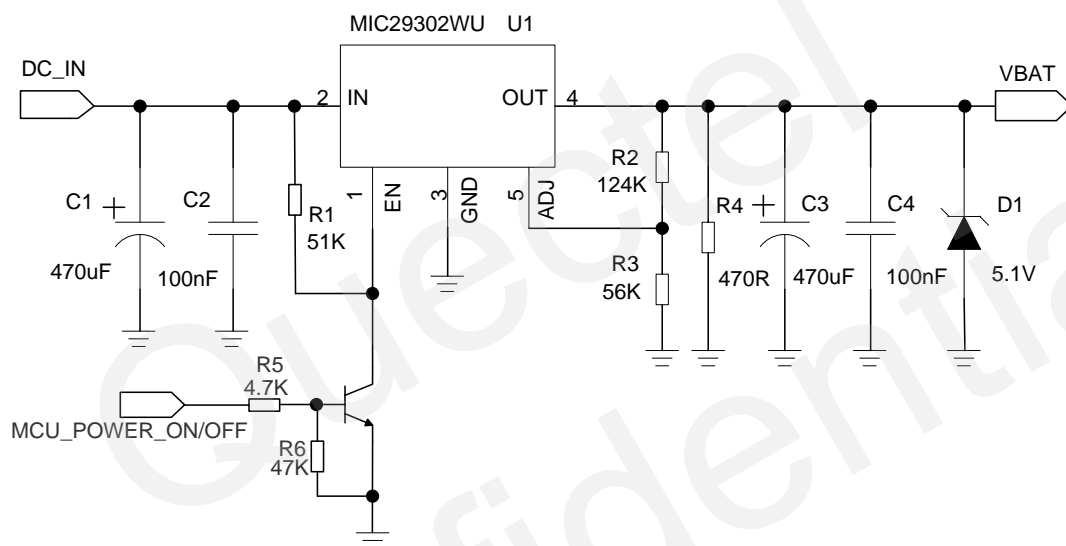 MIC29302WU U1
DC_IN
VBAT
2 IN
OUT 4
1
EN
3
GND
5
ADJ
R2
124K
C1
+
470uF
C2
100nF
R1
51K
R3
56K
R4
470R
+
C3
470uF
C4
100nF
D1
5.1V
R5
4.7K
MCU_POWER_ON/OFF
R6
47K
Quectel